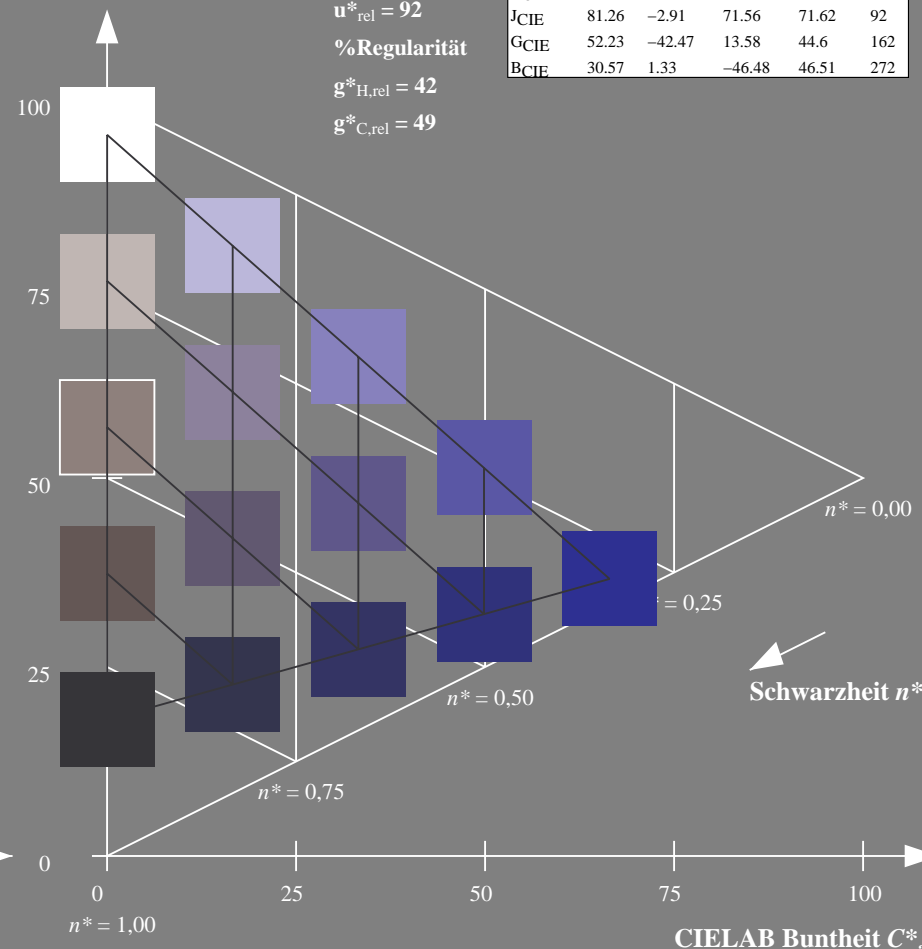 u*rel = 92
%Regularität
g*H,rel = 42
g*C,rel = 49
JCIE 81.26 −2.91 71.56 71.62 92
GCIE 52.23 −42.47 13.58 44.6 162
BCIE 30.57 1.33 −46.48 46.51 272
100
75
50
25
0
n* = 0,00
* = 0,25
Schwarzheit n*
n* = 0,50
n* = 0,75
0 25 50 75 100
n* = 1,00
CIELAB Buntheit C*